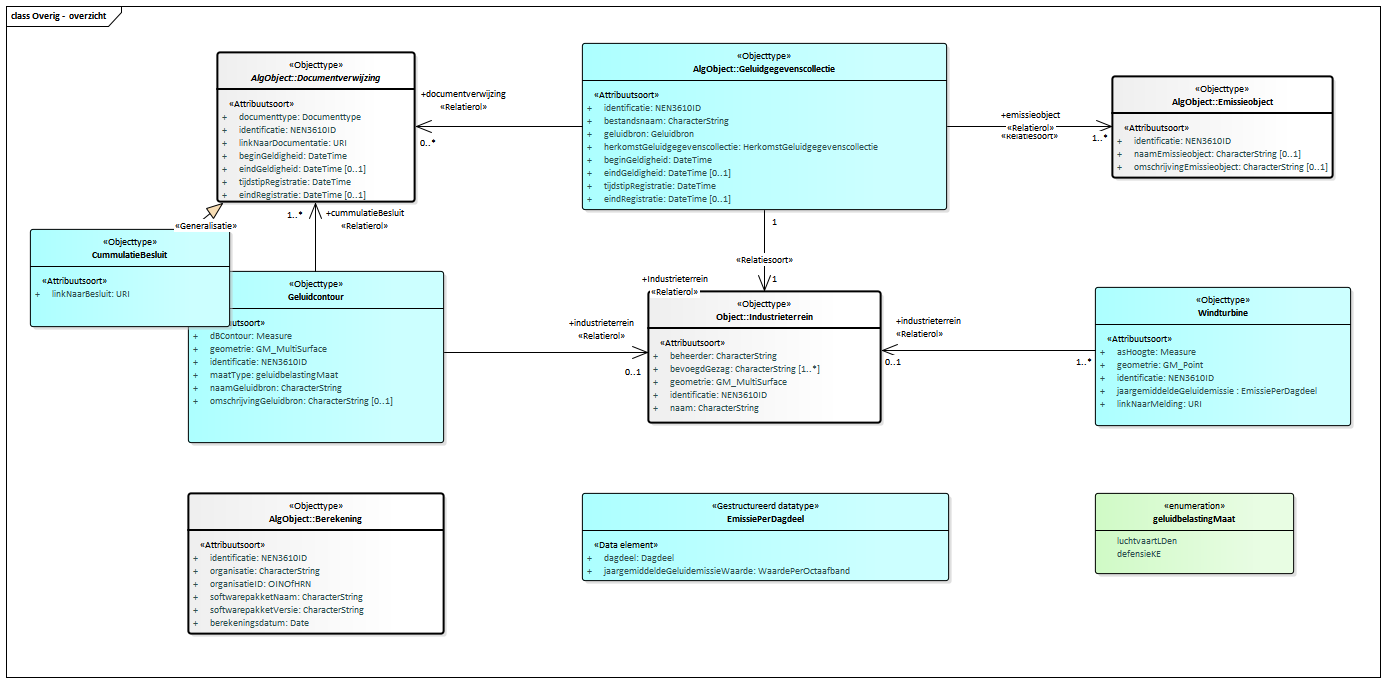 class Overig - overzicht
«Objecttype»
AlgObject::Documentverwijzing
«Attribuutsoort»
+ documenttype: Documenttype
+ identificatie: NEN3610ID
+ linkNaarDocumentatie: URI
+ beginGeldigheid: DateTime
+ eindGeldigheid: DateTime [0..1]
+ tijdstipRegistratie: DateTime
+ eindRegistratie: DateTime [0..1]
+documentverwijzing
«Relatierol»
0..*
«Objecttype»
AlgObject::Geluidgegevenscollectie
«Attribuutsoort»
+ identificatie: NEN3610ID
+ bestandsnaam: CharacterString
+ geluidbron: Geluidbron
+ herkomstGeluidgegevenscollectie: HerkomstGeluidgegevenscollectie
+ beginGeldigheid: DateTime
+ eindGeldigheid: DateTime [0..1]
+ tijdstipRegistratie: DateTime
+ eindRegistratie: DateTime [0..1]
+emissieobject
«Relatierol»
«Relatiesoort»
1..*
«Objecttype»
AlgObject::Emissieobject
«Attribuutsoort»
+ identificatie: NEN3610ID
+ naamEmissieobject: CharacterString [0..1]
+ omschrijvingEmissieobject: CharacterString [0..1]
«Generalisatie»
1..*
+cummulatieBesluit
«Relatierol»
«Objecttype»
CummulatieBesluit
«Attribuutsoort»
+ linkNaarBesluit: URI
1
«Relatiesoort»
1
+Industrieterrein
«Relatierol»
«Objecttype»
Geluidcontour
utsoort»
+ dBContour: Measure
+ geometrie: GM_MultiSurface
+ identificatie: NEN3610ID
+ maatType: geluidbelastingMaat
+ naamGeluidbron: CharacterString
+ omschrijvingGeluidbron: CharacterString [0..1]
+industrieterrein
«Relatierol»
0..1
«Objecttype»
Object::Industrieterrein
«Attribuutsoort»
+ beheerder: CharacterString
+ bevoegdGezag: CharacterString [1..*]
+ geometrie: GM_MultiSurface
+ identificatie: NEN3610ID
+ naam: CharacterString
+industrieterrein
«Relatierol»
0..1
1..*
«Objecttype»
Windturbine
«Attribuutsoort»
+ asHoogte: Measure
+ geometrie: GM_Point
+ identificatie: NEN3610ID
+ jaargemiddeldeGeluidemissie : EmissiePerDagdeel
+ linkNaarMelding: URI
«Objecttype»
AlgObject::Berekening
«Attribuutsoort»
+ identificatie: NEN3610ID
+ organisatie: CharacterString
+ organisatieID: OINOfHRN
+ softwarepakketNaam: CharacterString
+ softwarepakketVersie: CharacterString
+ berekeningsdatum: Date
«Gestructureerd datatype»
EmissiePerDagdeel
«Data element»
+ dagdeel: Dagdeel
+ jaargemiddeldeGeluidemissieWaarde: WaardePerOctaafband
«enumeration»
geluidbelastingMaat
luchtvaartLDen
defensieKE